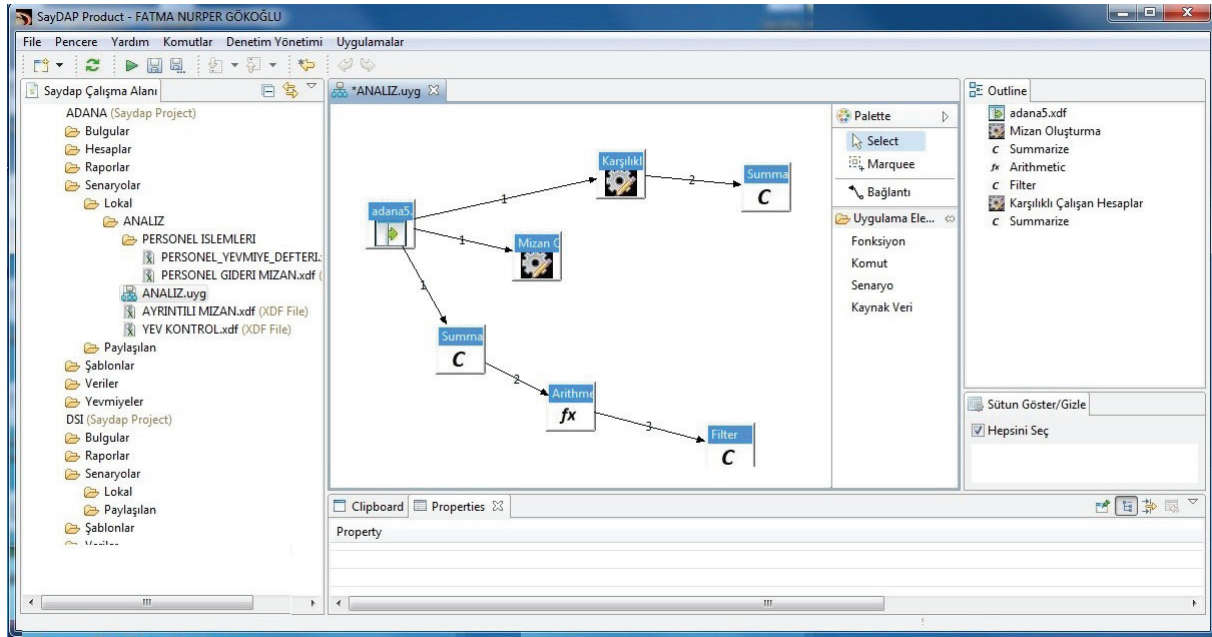 SayDAP Product - FATMA NURPER GÖKOĞLU
File Pencere Yardım Komutlar Denetim Yönetimi Uygulamalar
Saydap Çalışma Alanı
ADANA (Saydap Project)
Bulgular
Hesaplar
Raporlar
Senaryolar
Lokal
ANALIZ
PERSONEL ISLEMLERI
PERSONEL_YEVMIYE_DEFTERI.
PERSONEL GIDERI MIZAN.xdf (
ANALIZ.uyg
AYRINTILI MIZAN.xdf (XDF File)
YEV KONTROL.xdf (XDF File)
Paylaşılan
Şablonlar
Veriler
Yevmiyeler
DSI (Saydap Project)
Bulgular
Raporlar
Senaryolar
Lokal
Paylaşılan
Şablonlar
*ANALIZ.uyg
adana5.
1
Karşılıkl
2
Summa
C
1
Mizan O
1
Summa
C
2
Arithme
fx
3
Filter
C
Palette
Select
Marquee
Bağlantı
Uygulama Ele...
Fonksiyon
Komut
Senaryo
Kaynak Veri
Outline
adana5.xdf
Mizan Oluşturma
C Summarize
fx Arithmetic
C Filter
Karşılıklı Çalışan Hesaplar
C Summarize
Sütun Göster/Gizle
Hepsini Seç
Clipboard Properties
Property